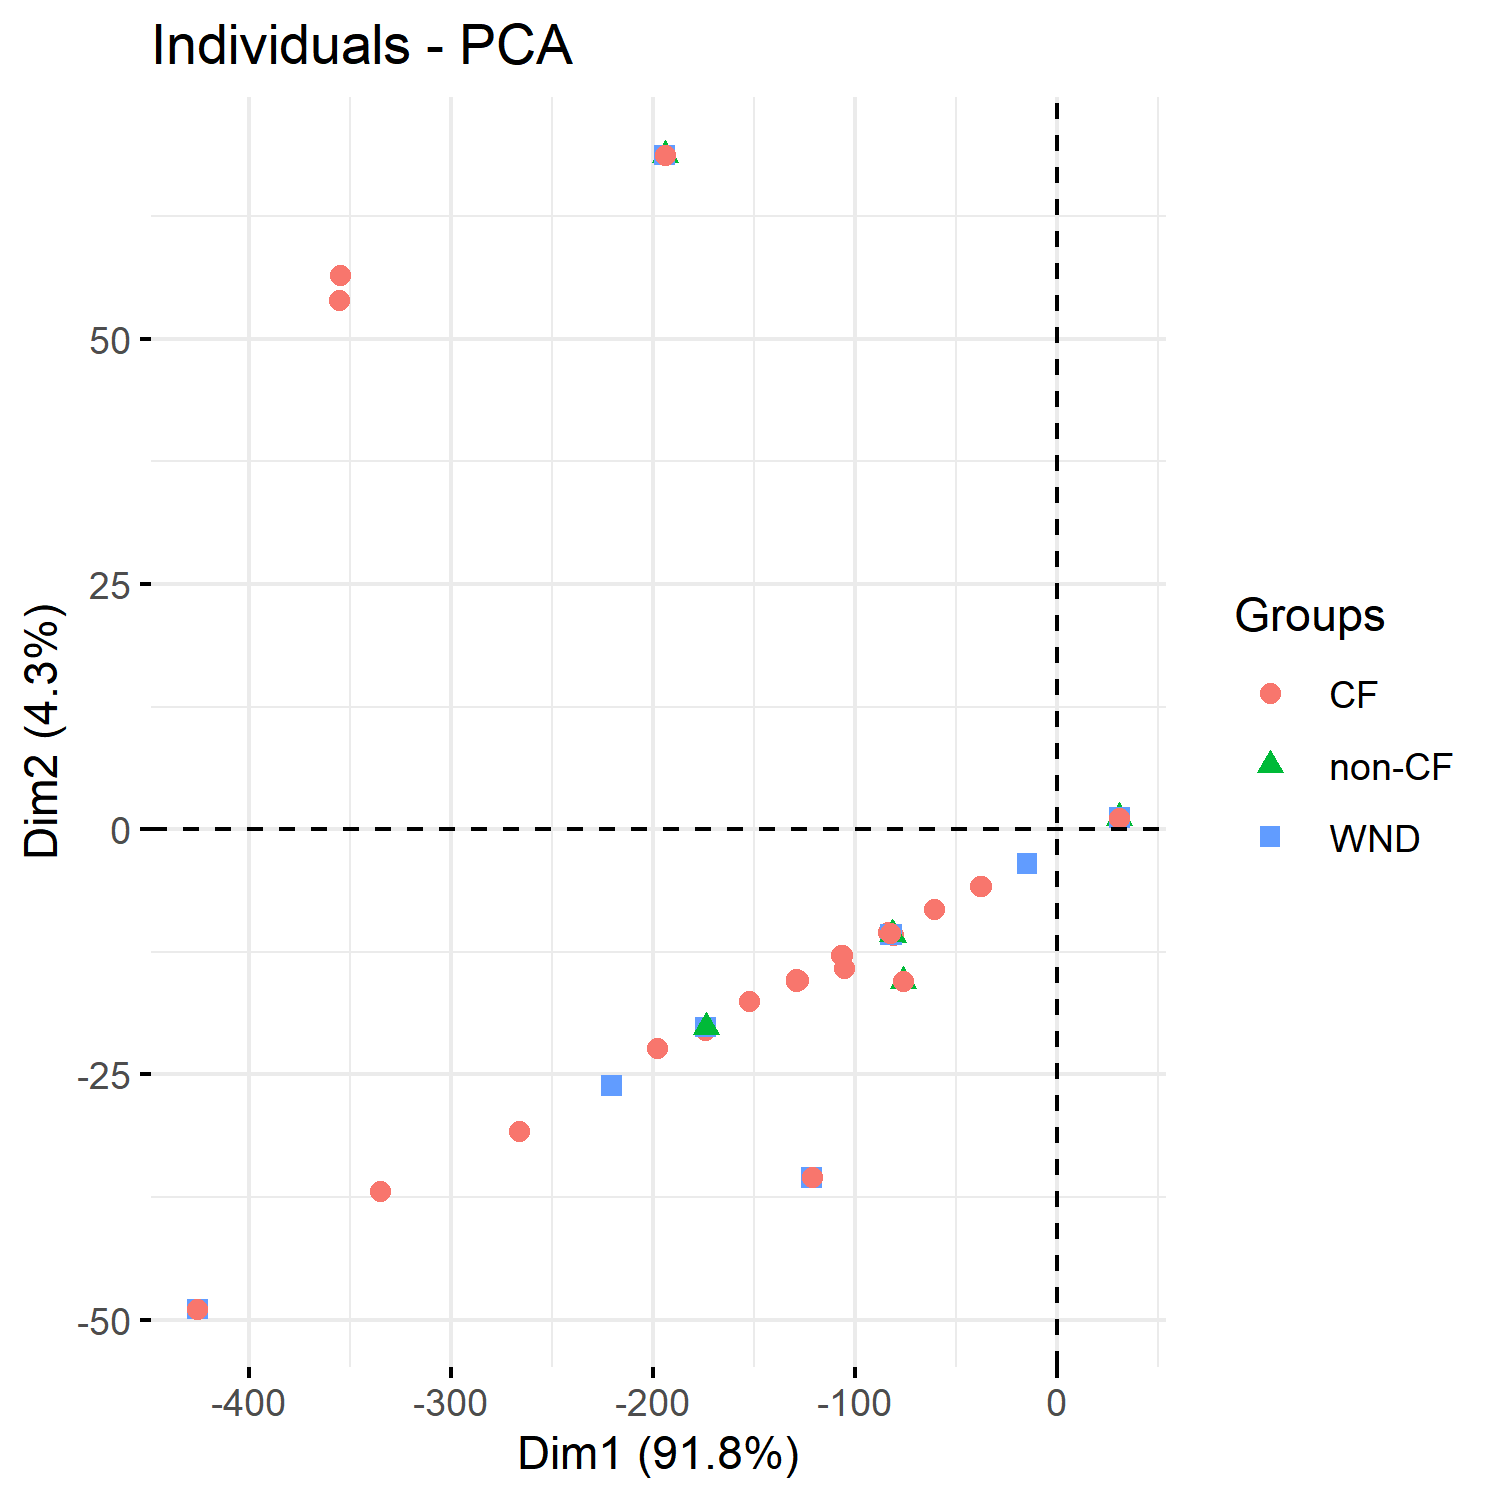 Individuals - PCA
50
25
0
-25
-50
Dim2 (4.3%)
-400
-300
-200
-100
0
Dim1 (91.8%)
Groups
CF
non-CF
WND